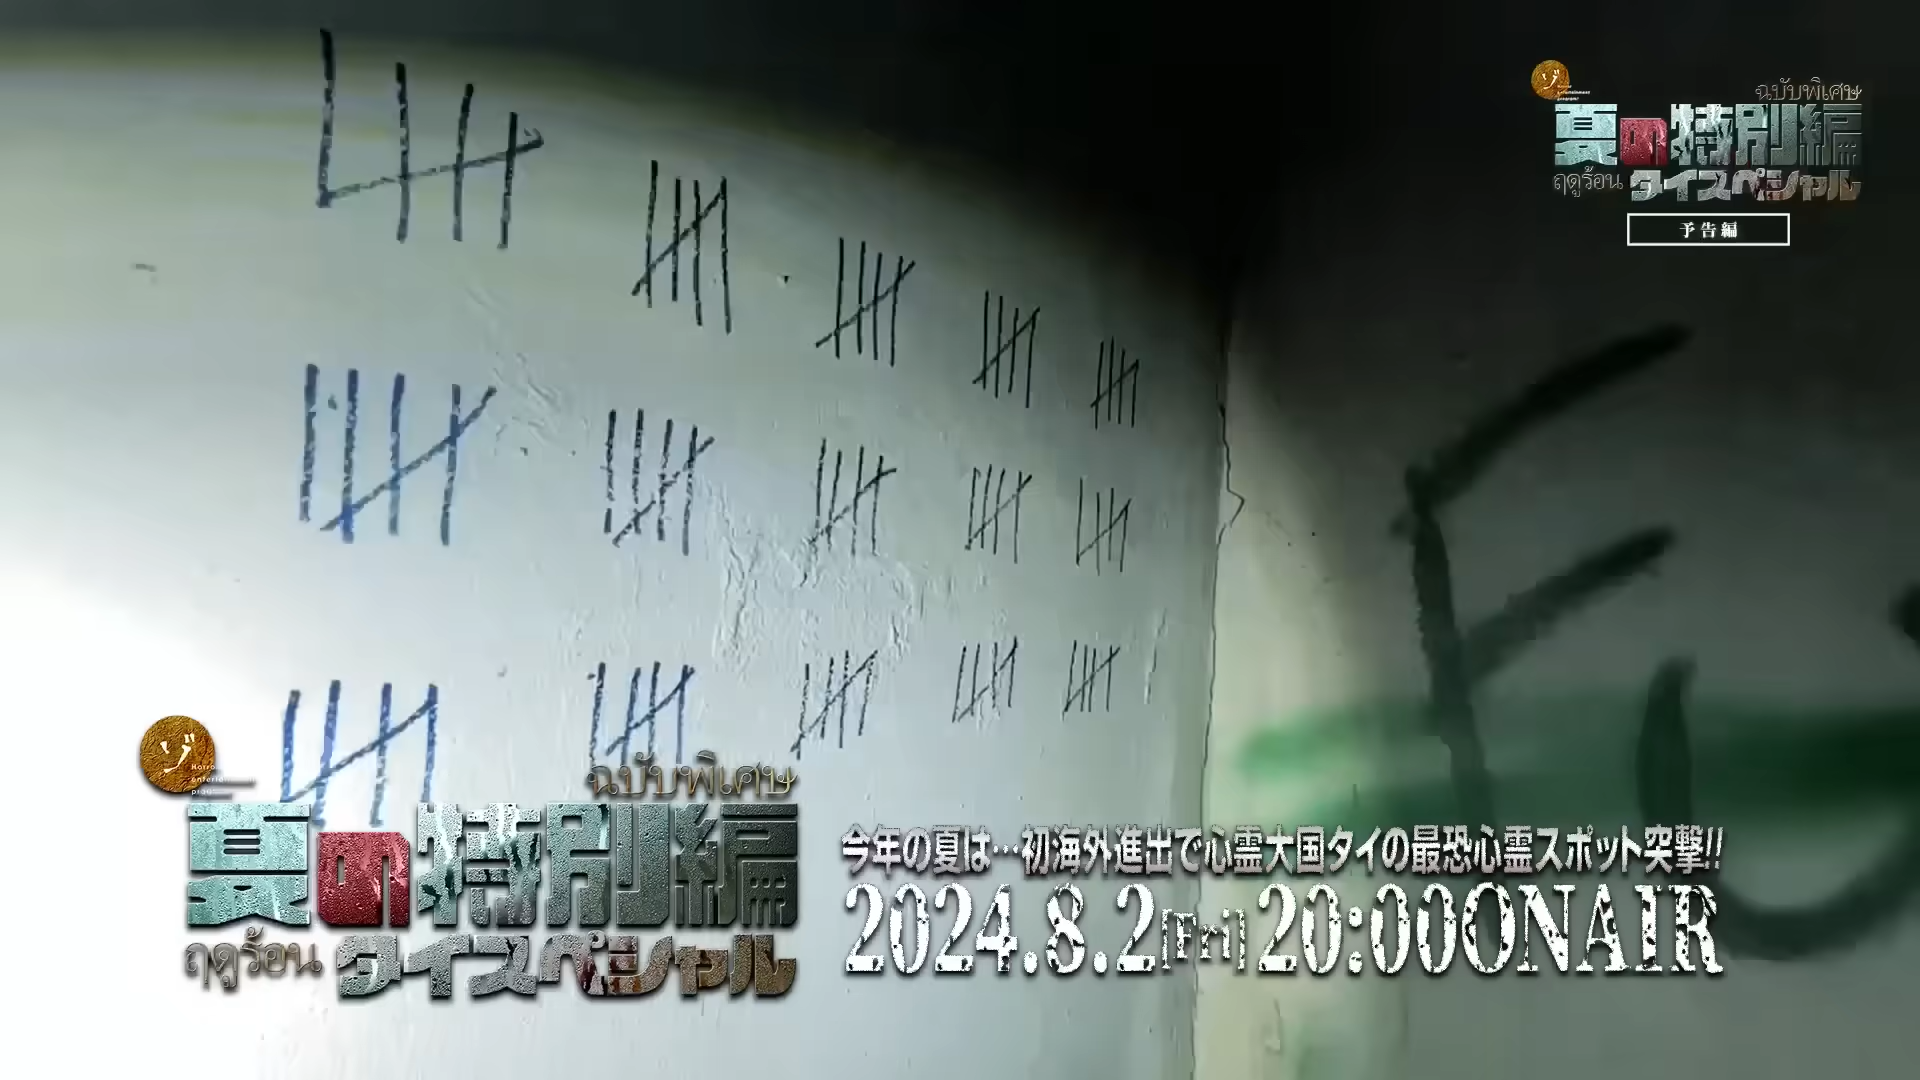 ゾ
ฉบับพิเศษ
夏の特別編
ฤดูร้อน タイスペシャル
予告編
Fu
ゾ
ฉบับพิเศษ
夏の特別編
ฤดูร้อน タイスペシャル
今年の夏は…初海外進出で心霊大国タイの最恐心霊スポット突撃!!
2024.8.2[Fri]20:00ONAIR